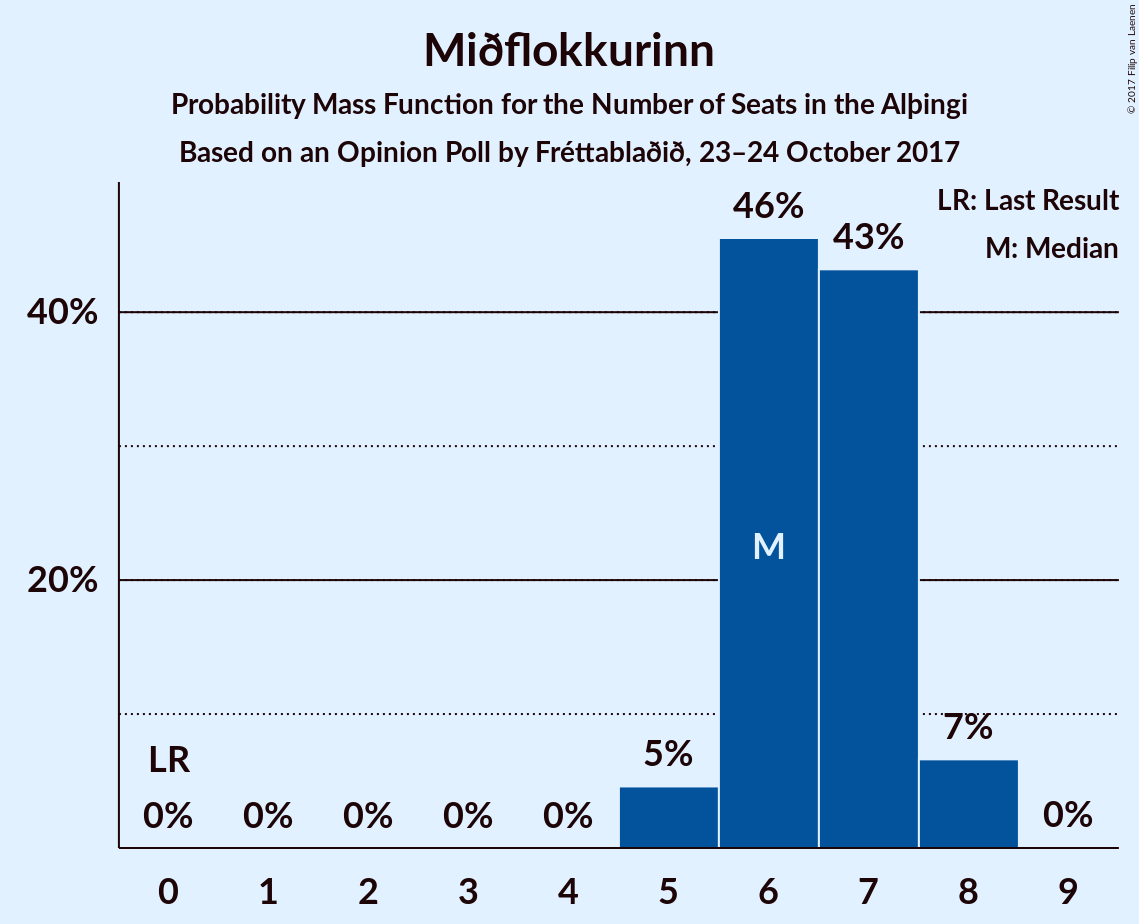 Miðflokkurinn
Probability Mass Function for the Number of Seats in the Alþingi
Based on an Opinion Poll by Fréttablaðið, 23–24 October 2017
© 2017 Filip van Laenen
LR: Last Result
M: Median
46%
43%
40%
M
20%
7%
5%
LR
0% 0% 0% 0% 0% 0%
0 1 2 3 4 5 6 7 8 9